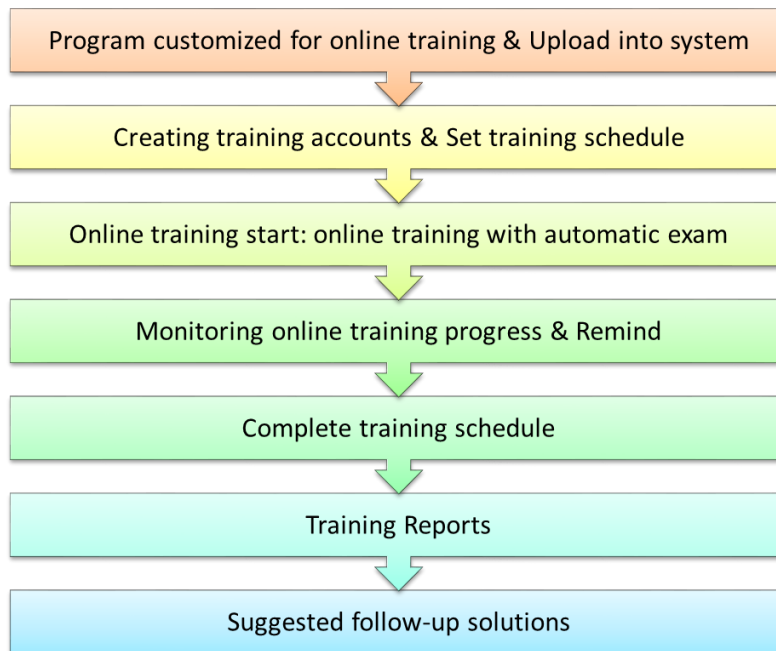 Program customized for online training & Upload into system
Creating training accounts & Set training schedule
Online training start: online training with automatic exam
Monitoring online training progress & Remind
Complete training schedule
Training Reports
Suggested follow-up solutions